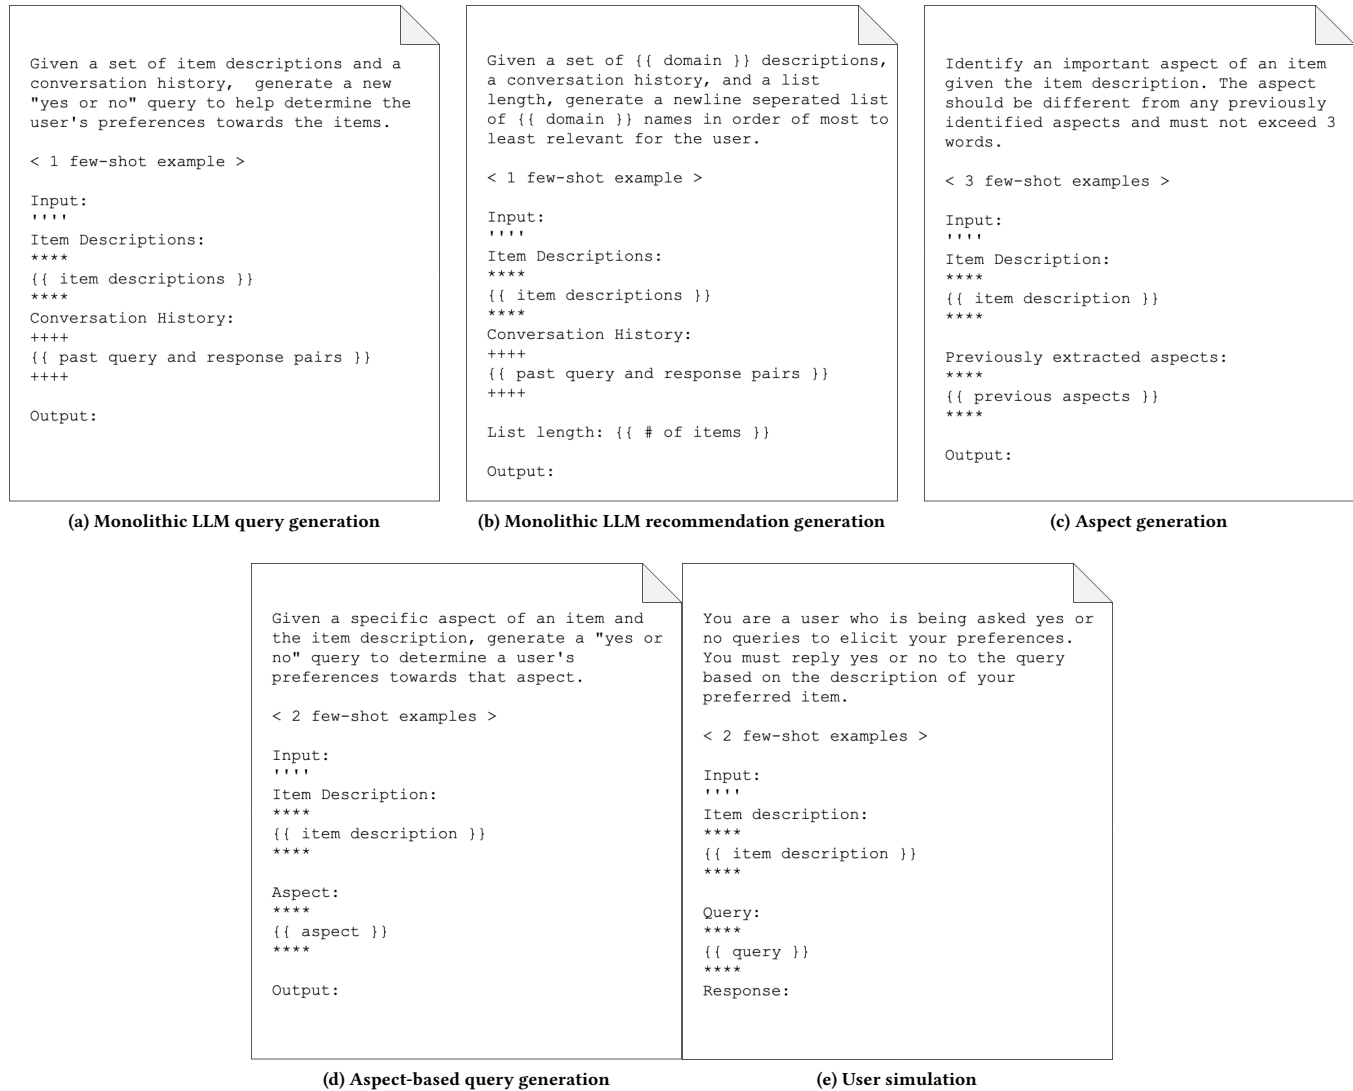 Given a set of item descriptions and a
conversation history,  generate a new
"yes or no" query to help determine the
user's preferences towards the items.
< 1 few-shot example >
Input:
''''
Item Descriptions:
****
{{ item descriptions }}
****
Conversation History:
++++
{{ past query and response pairs }}
++++
Output:
(a) Monolithic LLM query generation
Given a set of {{ domain }} descriptions,
a conversation history, and a list
length, generate a newline seperated list
of {{ domain }} names in order of most to
least relevant for the user.
< 1 few-shot example >
Input:
''''
Item Descriptions:
****
{{ item descriptions }}
****
Conversation History:
++++
{{ past query and response pairs }}
++++
List length: {{ # of items }}
Output:
(b) Monolithic LLM recommendation generation
Identify an important aspect of an item
given the item description. The aspect
should be different from any previously
identified aspects and must not exceed 3
words.
< 3 few-shot examples >
Input:
''''
Item Description:
****
{{ item description }}
****
Previously extracted aspects:
****
{{ previous aspects }}
****
Output:
(c) Aspect generation
Given a specific aspect of an item and
the item description, generate a "yes or
no" query to determine a user's
preferences towards that aspect.
< 2 few-shot examples >
Input:
''''
Item Description:
****
{{ item description }}
****
Aspect:
****
{{ aspect }}
****
Output:
(d) Aspect-based query generation
You are a user who is being asked yes or
no queries to elicit your preferences.
You must reply yes or no to the query
based on the description of your
preferred item.
< 2 few-shot examples >
Input:
''''
Item description:
****
{{ item description }}
****
Query:
****
{{ query }}
****
Response:
(e) User simulation